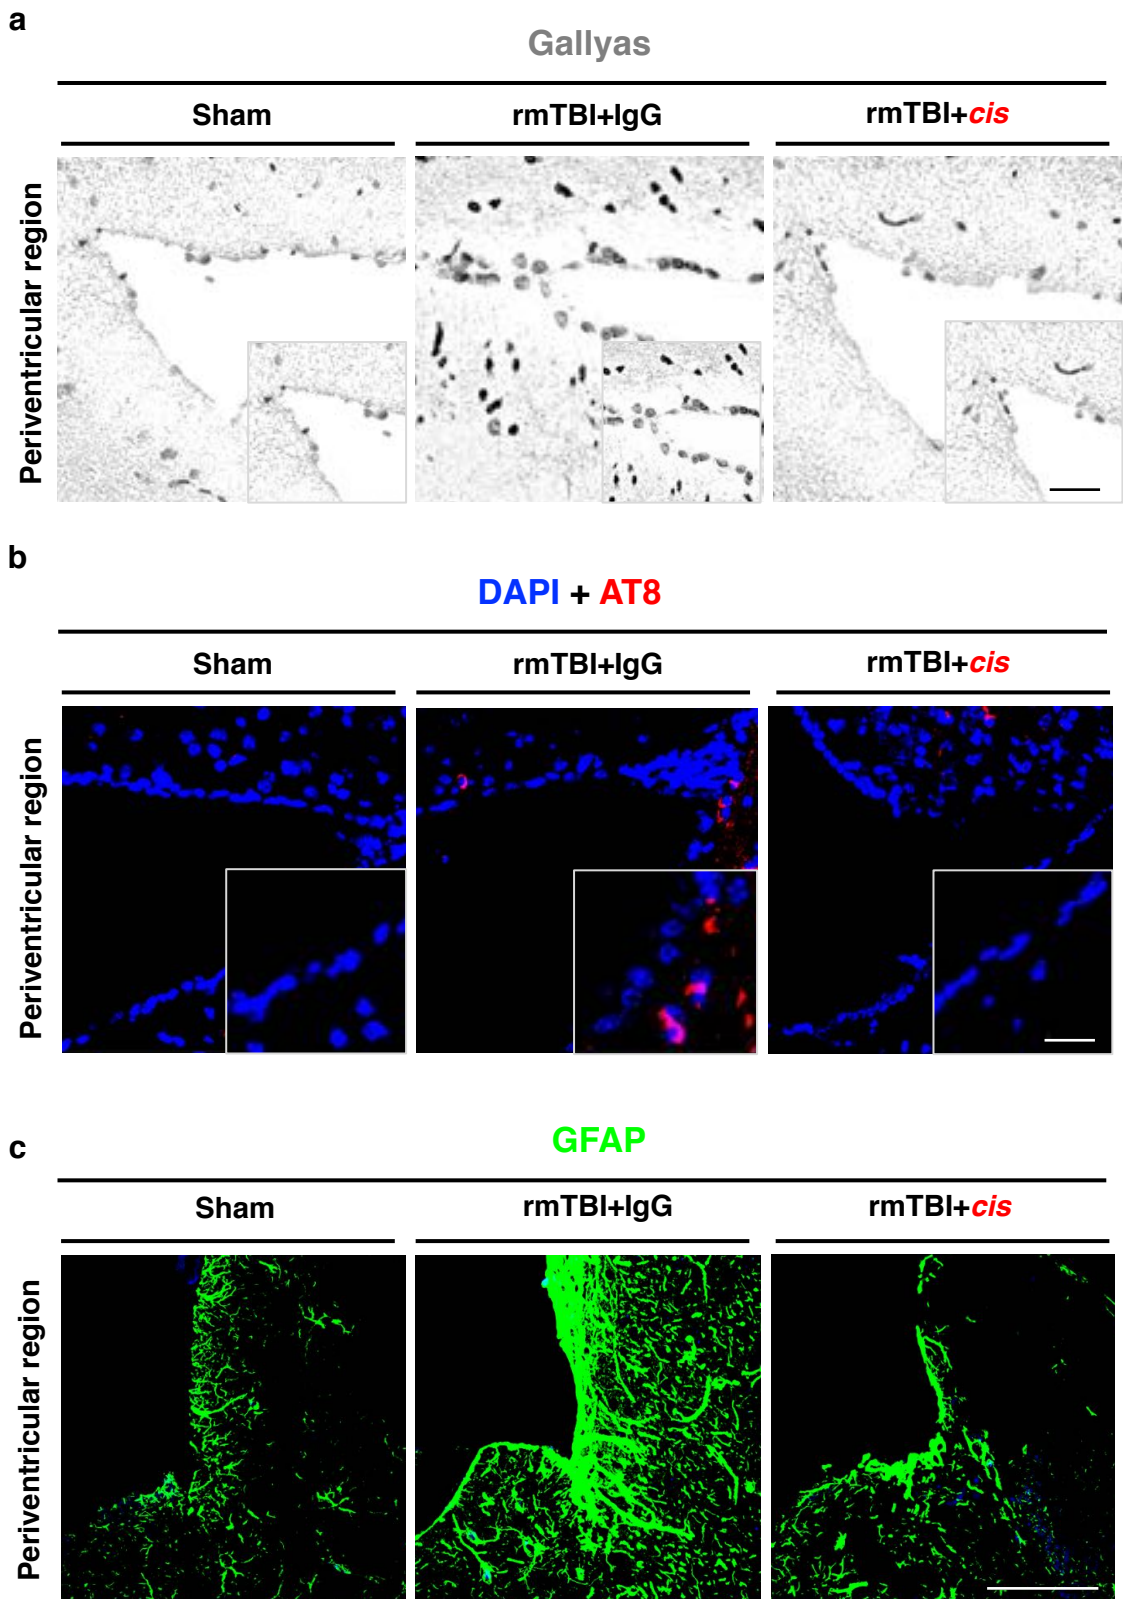 a
Gallyas
Sham
rmTBI+IgG
rmTBI+cis
Periventricular region
b
DAPI + AT8
Sham
rmTBI+IgG
rmTBI+cis
Periventricular region
c
GFAP
Sham
rmTBI+IgG
rmTBI+cis
Periventricular region